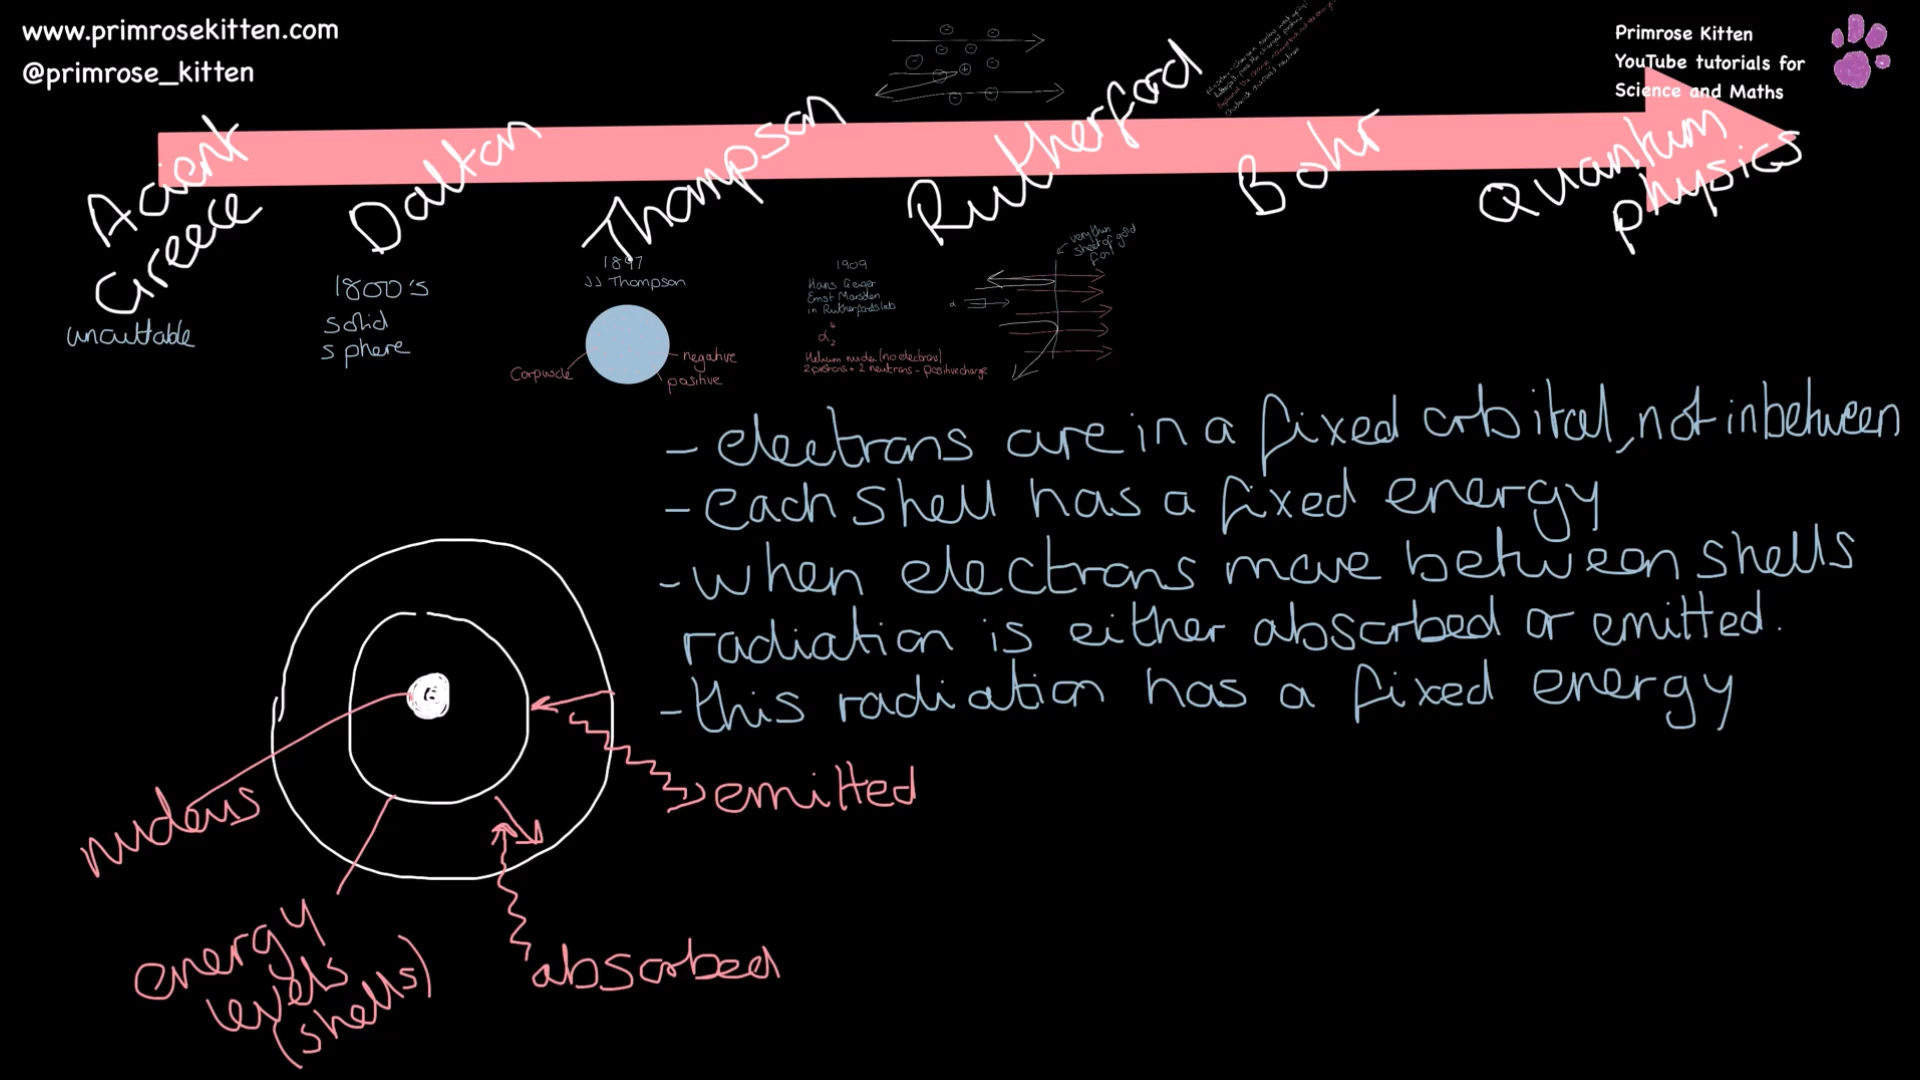 www.primrosekitten.com
@primrose_kitten
Primrose Kitten
YouTube tutorials for
Science and Maths
Acient
Greece
Dalton
Thompson
Rutherford
Bohr
Quantum
physics
uncuttable
1800's
solid
sphere
1897
JJ Thompson
Corpuscle
negative
positive
1909
Hans Geiger
Ernst Marsden
in Rutherfords lab
α
Helium nuclei (no electrons)
2 protons + 2 neutrons - positive charge
very thin
sheet of gold
foil
α
- electrons are in a fixed orbital, not inbetween
- each shell has a fixed energy
- when electrons move between shells
radiation is either absorbed or emitted.
- this radiation has a fixed energy
nucleus
emitted
absorbed
energy
levels
(shells)